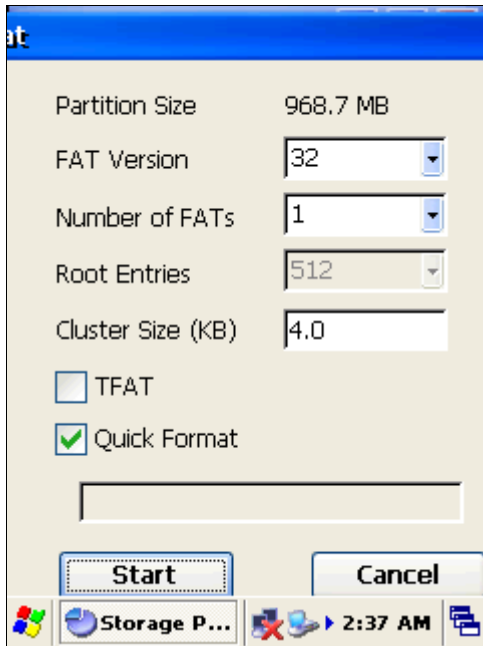 at
Partition Size 968.7 MB
FAT Version 32
Number of FATs 1
Root Entries 512
Cluster Size (KB) 4.0
TFAT
Quick Format
Start Cancel
Storage P... 2:37 AM